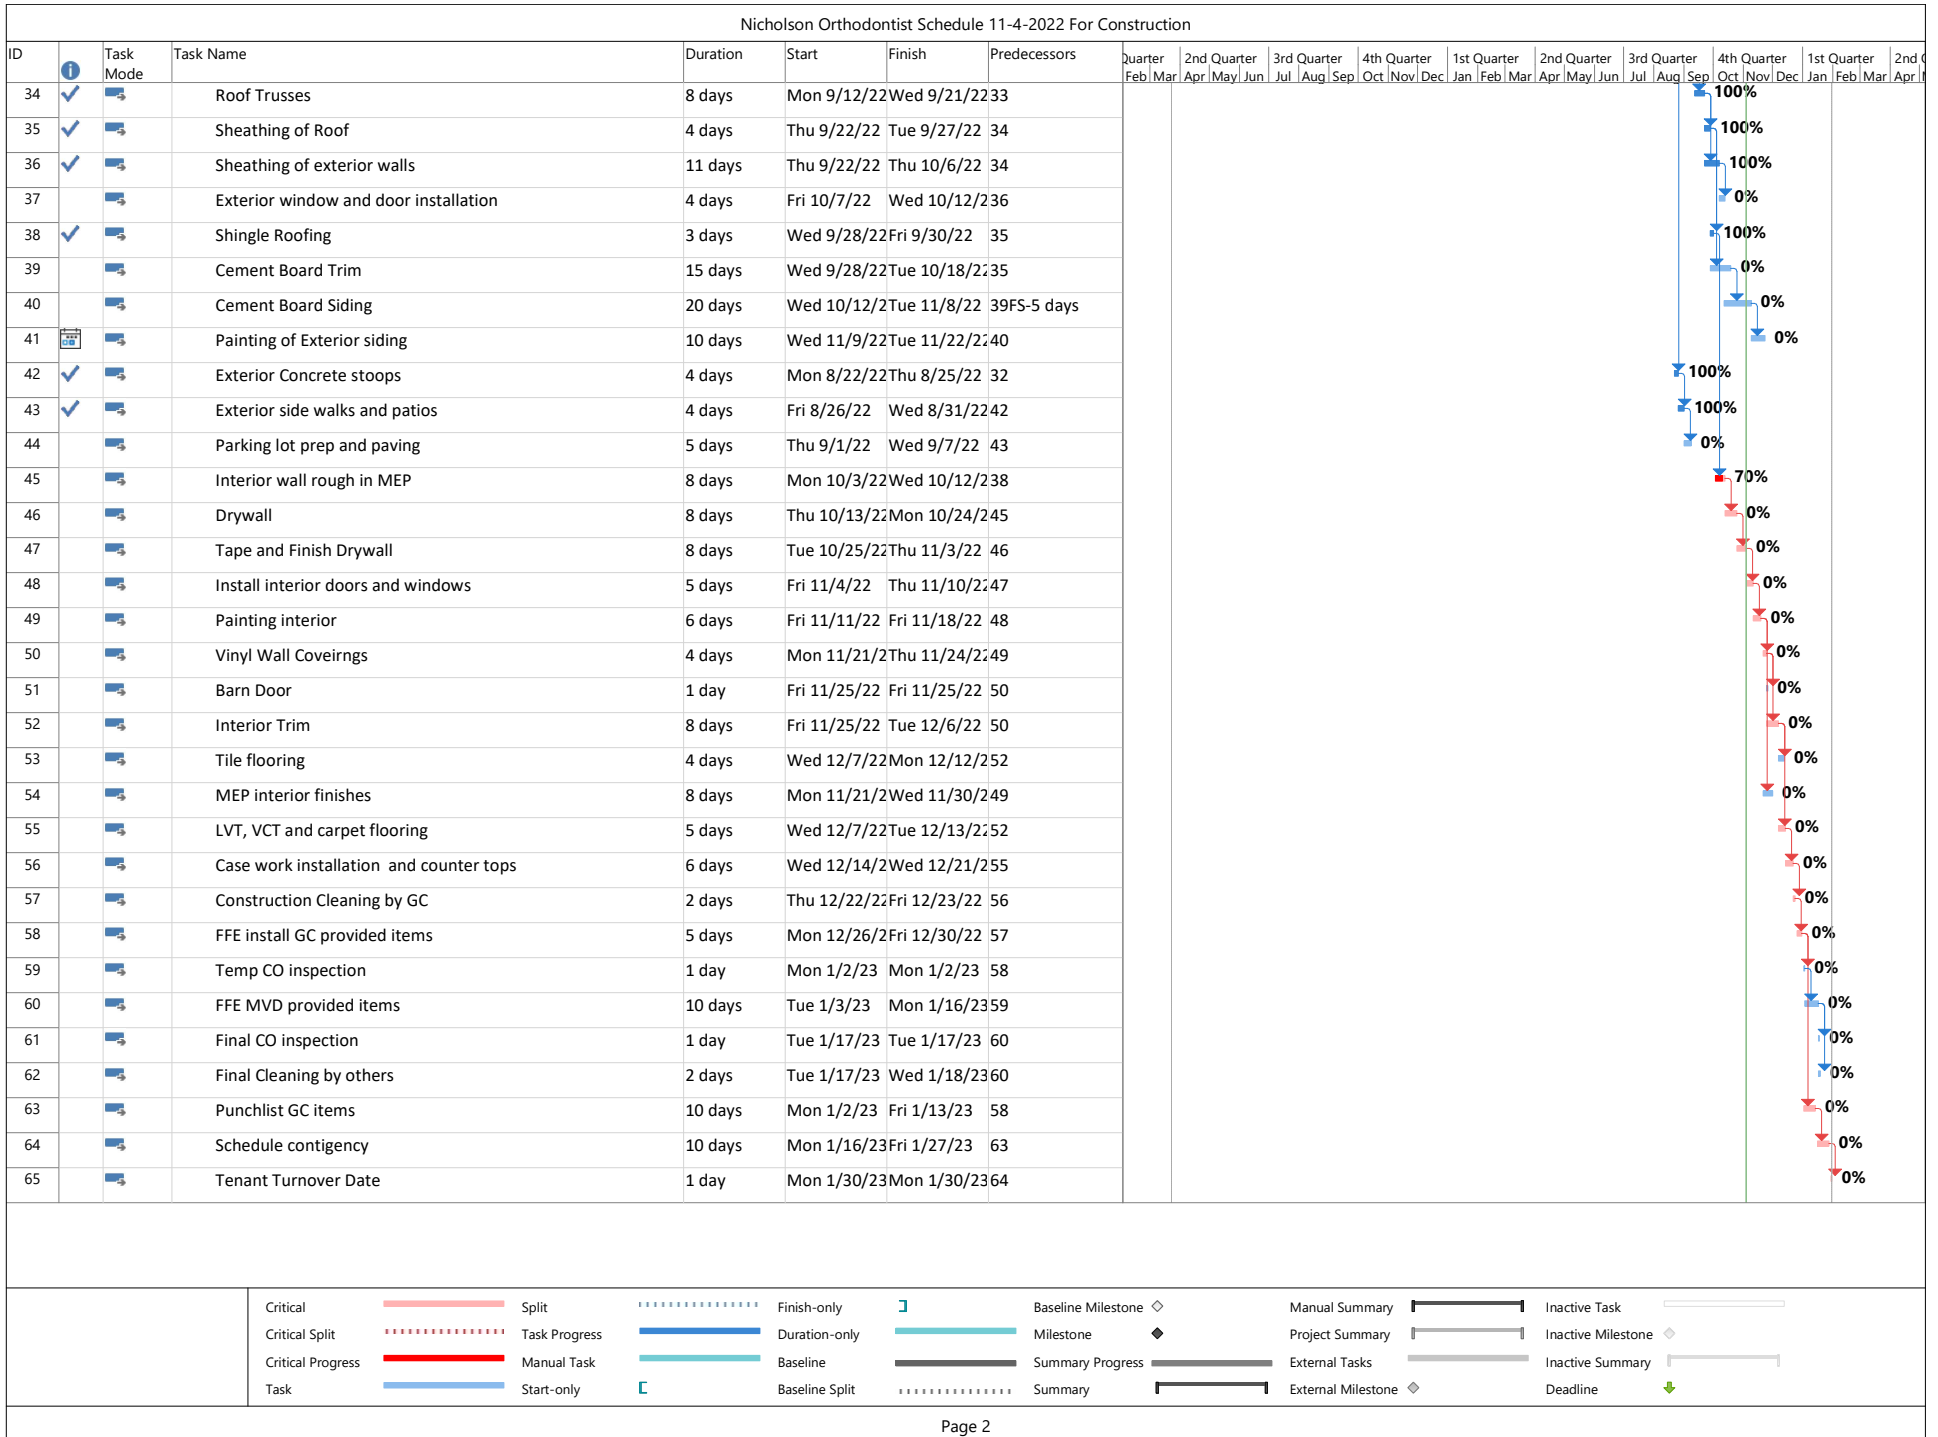 Nicholson Orthodontist Schedule 11-4-2022 For Construction
ID Task Mode Task Name Duration Start Finish Predecessors
Quarter 2nd Quarter 3rd Quarter 4th Quarter 1st Quarter 2nd Quarter 3rd Quarter 4th Quarter 1st Quarter 2nd
Feb Mar Apr May Jun Jul Aug Sep Oct Nov Dec Jan Feb Mar Apr May Jun Jul Aug Sep Oct Nov Dec Jan Feb Mar Apr
34 Roof Trusses 8 days Mon 9/12/22 Wed 9/21/22 33 100%
35 Sheathing of Roof 4 days Thu 9/22/22 Tue 9/27/22 34 100%
36 Sheathing of exterior walls 11 days Thu 9/22/22 Thu 10/6/22 34 100%
37 Exterior window and door installation 4 days Fri 10/7/22 Wed 10/12/2 36 0%
38 Shingle Roofing 3 days Wed 9/28/22 Fri 9/30/22 35 100%
39 Cement Board Trim 15 days Wed 9/28/22 Tue 10/18/22 35 0%
40 Cement Board Siding 20 days Wed 10/12/2 Tue 11/8/22 39FS-5 days 0%
41 Painting of Exterior siding 10 days Wed 11/9/22 Tue 11/22/22 40 0%
42 Exterior Concrete stoops 4 days Mon 8/22/22 Thu 8/25/22 32 100%
43 Exterior side walks and patios 4 days Fri 8/26/22 Wed 8/31/22 42 100%
44 Parking lot prep and paving 5 days Thu 9/1/22 Wed 9/7/22 43 0%
45 Interior wall rough in MEP 8 days Mon 10/3/22 Wed 10/12/2 38 70%
46 Drywall 8 days Thu 10/13/22 Mon 10/24/2 45 0%
47 Tape and Finish Drywall 8 days Tue 10/25/22 Thu 11/3/22 46 0%
48 Install interior doors and windows 5 days Fri 11/4/22 Thu 11/10/22 47 0%
49 Painting interior 6 days Fri 11/11/22 Fri 11/18/22 48 0%
50 Vinyl Wall Coveirngs 4 days Mon 11/21/2 Thu 11/24/22 49 0%
51 Barn Door 1 day Fri 11/25/22 Fri 11/25/22 50 0%
52 Interior Trim 8 days Fri 11/25/22 Tue 12/6/22 50 0%
53 Tile flooring 4 days Wed 12/7/22 Mon 12/12/2 52 0%
54 MEP interior finishes 8 days Mon 11/21/2 Wed 11/30/2 49 0%
55 LVT, VCT and carpet flooring 5 days Wed 12/7/22 Tue 12/13/22 52 0%
56 Case work installation and counter tops 6 days Wed 12/14/2 Wed 12/21/2 55 0%
57 Construction Cleaning by GC 2 days Thu 12/22/22 Fri 12/23/22 56 0%
58 FFE install GC provided items 5 days Mon 12/26/2 Fri 12/30/22 57 0%
59 Temp CO inspection 1 day Mon 1/2/23 Mon 1/2/23 58 0%
60 FFE MVD provided items 10 days Tue 1/3/23 Mon 1/16/23 59 0%
61 Final CO inspection 1 day Tue 1/17/23 Tue 1/17/23 60 0%
62 Final Cleaning by others 2 days Tue 1/17/23 Wed 1/18/23 60 0%
63 Punchlist GC items 10 days Mon 1/2/23 Fri 1/13/23 58 0%
64 Schedule contigency 10 days Mon 1/16/23 Fri 1/27/23 63 0%
65 Tenant Turnover Date 1 day Mon 1/30/23 Mon 1/30/23 64 0%
Critical Split Finish-only Baseline Milestone Manual Summary Inactive Task
Critical Split Task Progress Duration-only Milestone Project Summary Inactive Milestone
Critical Progress Manual Task Baseline Summary Progress External Tasks Inactive Summary
Task Start-only Baseline Split Summary External Milestone Deadline
Page 2